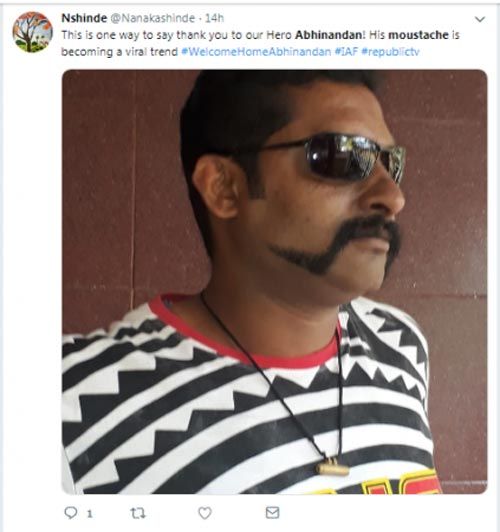 Nshinde @Nanakashinde · 14h
This is one way to say thank you to our Hero Abhinandan! His moustache is
becoming a viral trend #WelcomeHomeAbhinandan #IAF #republictv
1